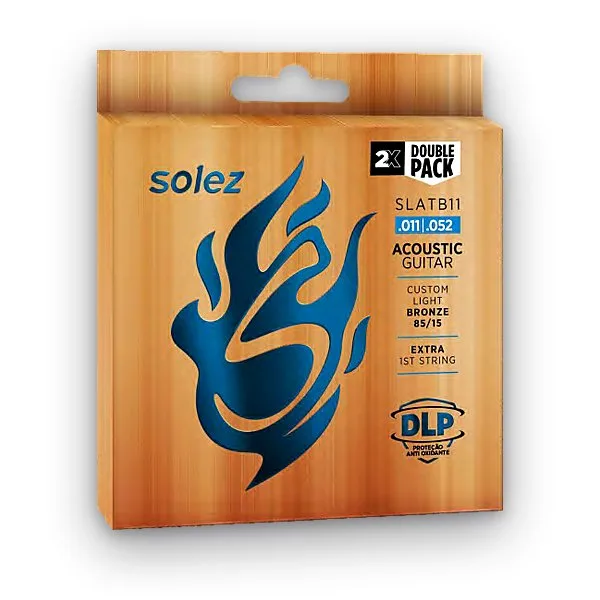 solez
2X DOUBLE
PACK
SLATB11
.011|.052
ACOUSTIC
GUITAR
CUSTOM
LIGHT
BRONZE
85/15
EXTRA
1ST STRING
DLP
PROTEÇÃO
ANTI OXIDANTE